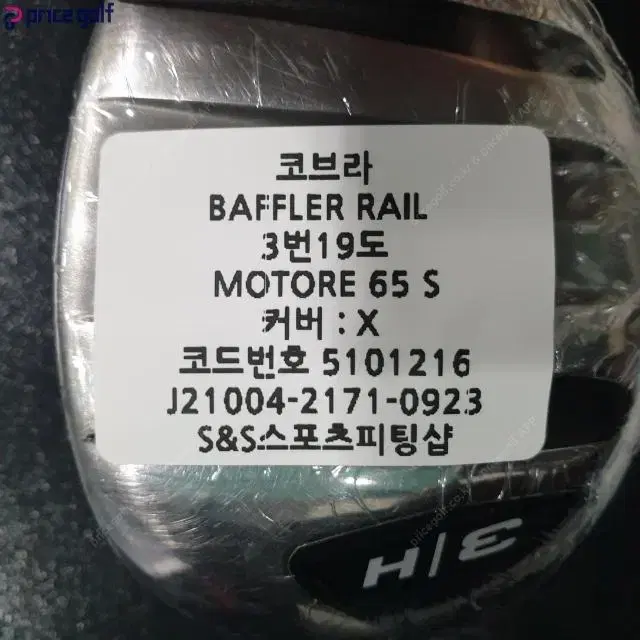 price golf
코브라
BAFFLER RAIL
3번19도
MOTORE 65 S
커버 : X
코드번호 5101216
J21004-2171-0923
S&S스포츠피팅샵
3/H